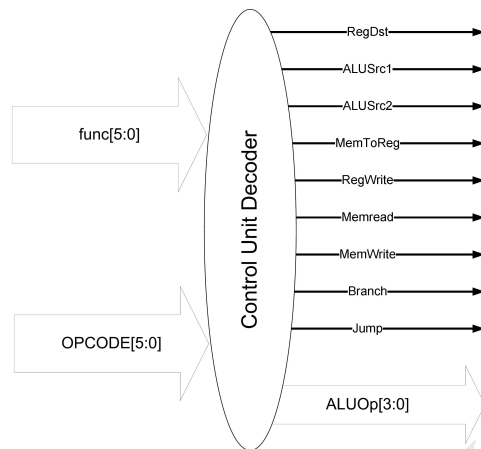 RegDst
ALUSrc1
ALUSrc2
func[5:0]
MemToReg
RegWrite
Control Unit Decoder
Memread
MemWrite
Branch
OPCODE[5:0]
Jump
ALUOp[3:0]